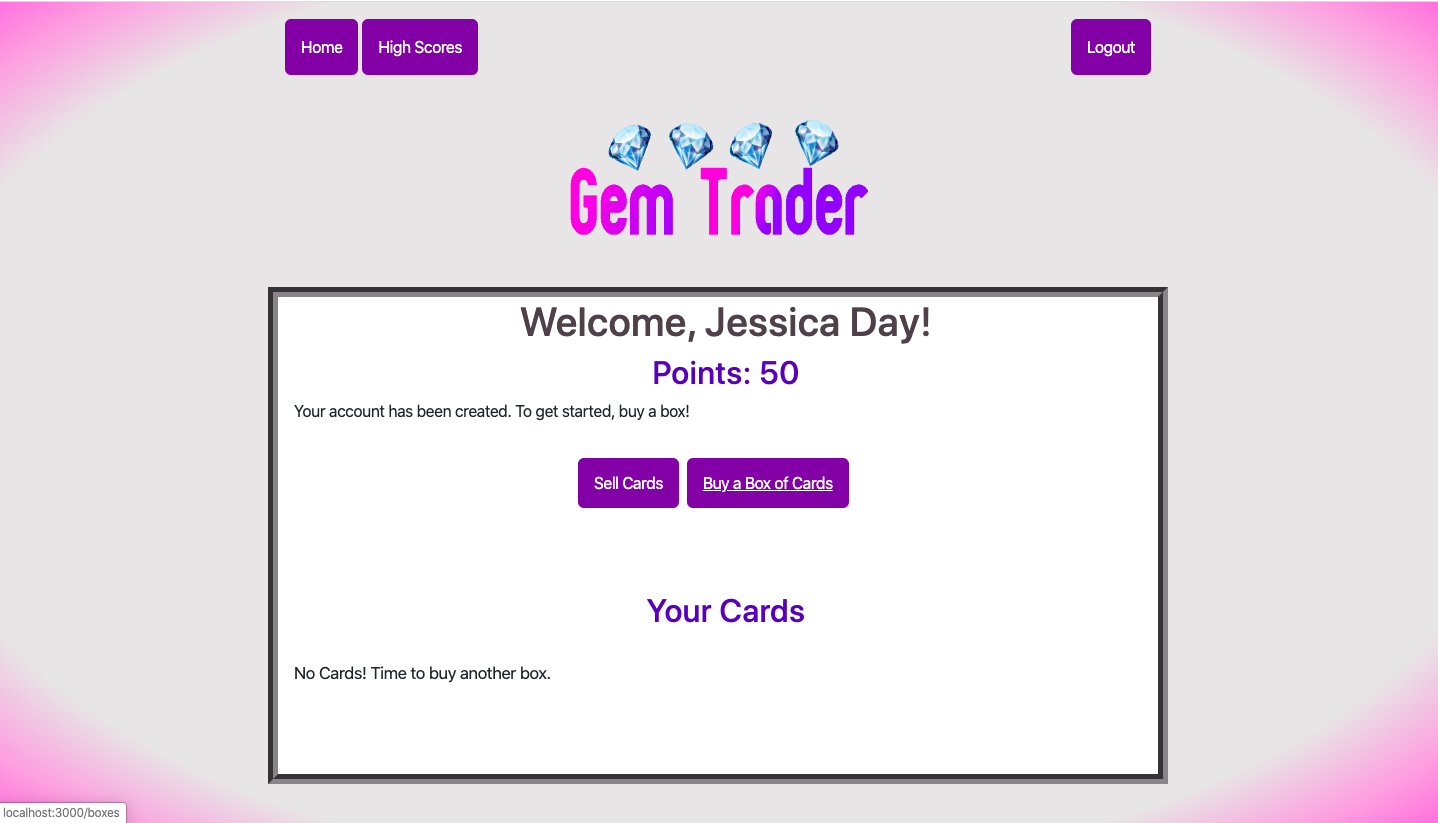 Home High Scores Logout
Gem Trader
Welcome, Jessica Day!
Points: 50
Your account has been created. To get started, buy a box!
Sell Cards Buy a Box of Cards
Your Cards
No Cards! Time to buy another box.
localhost:3000/boxes